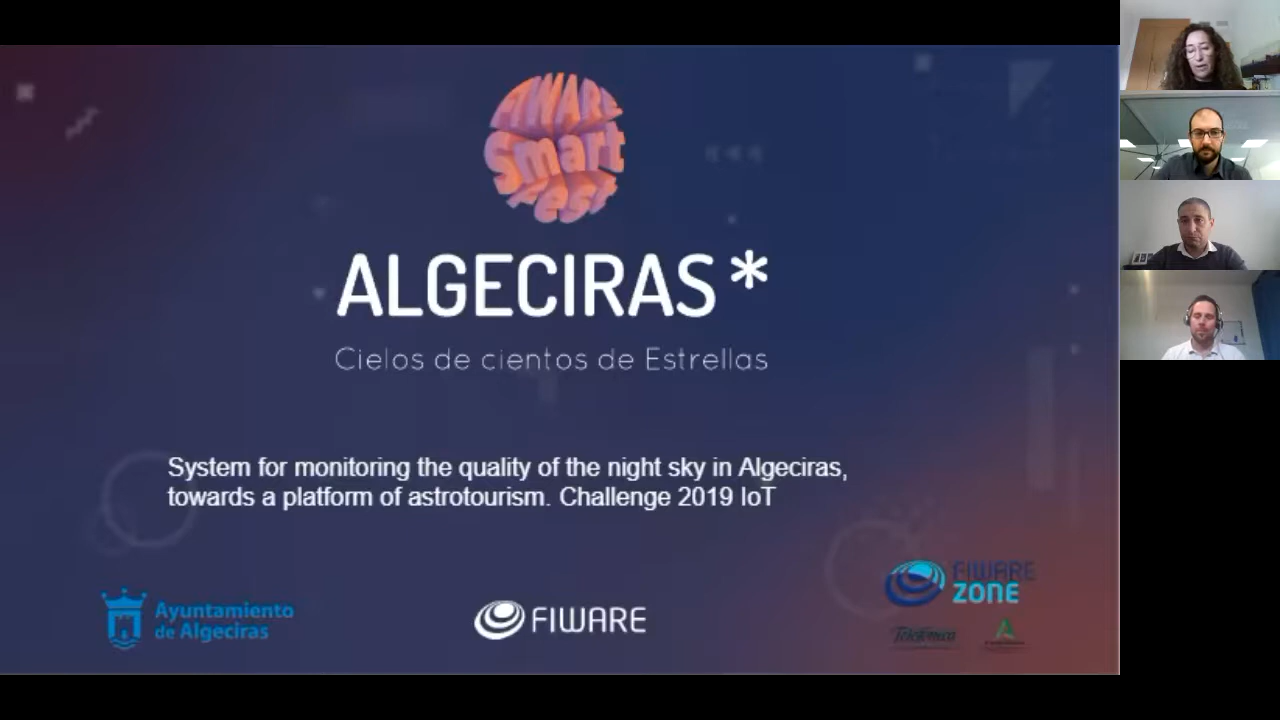 FIWARE
Smart
Fest
ALGECIRAS*
Cielos de cientos de Estrellas
System for monitoring the quality of the night sky in Algeciras,
towards a platform of astrotourism. Challenge 2019 IoT
Ayuntamiento
de Algeciras
FIWARE
FIWARE
ZONE
Telefónica